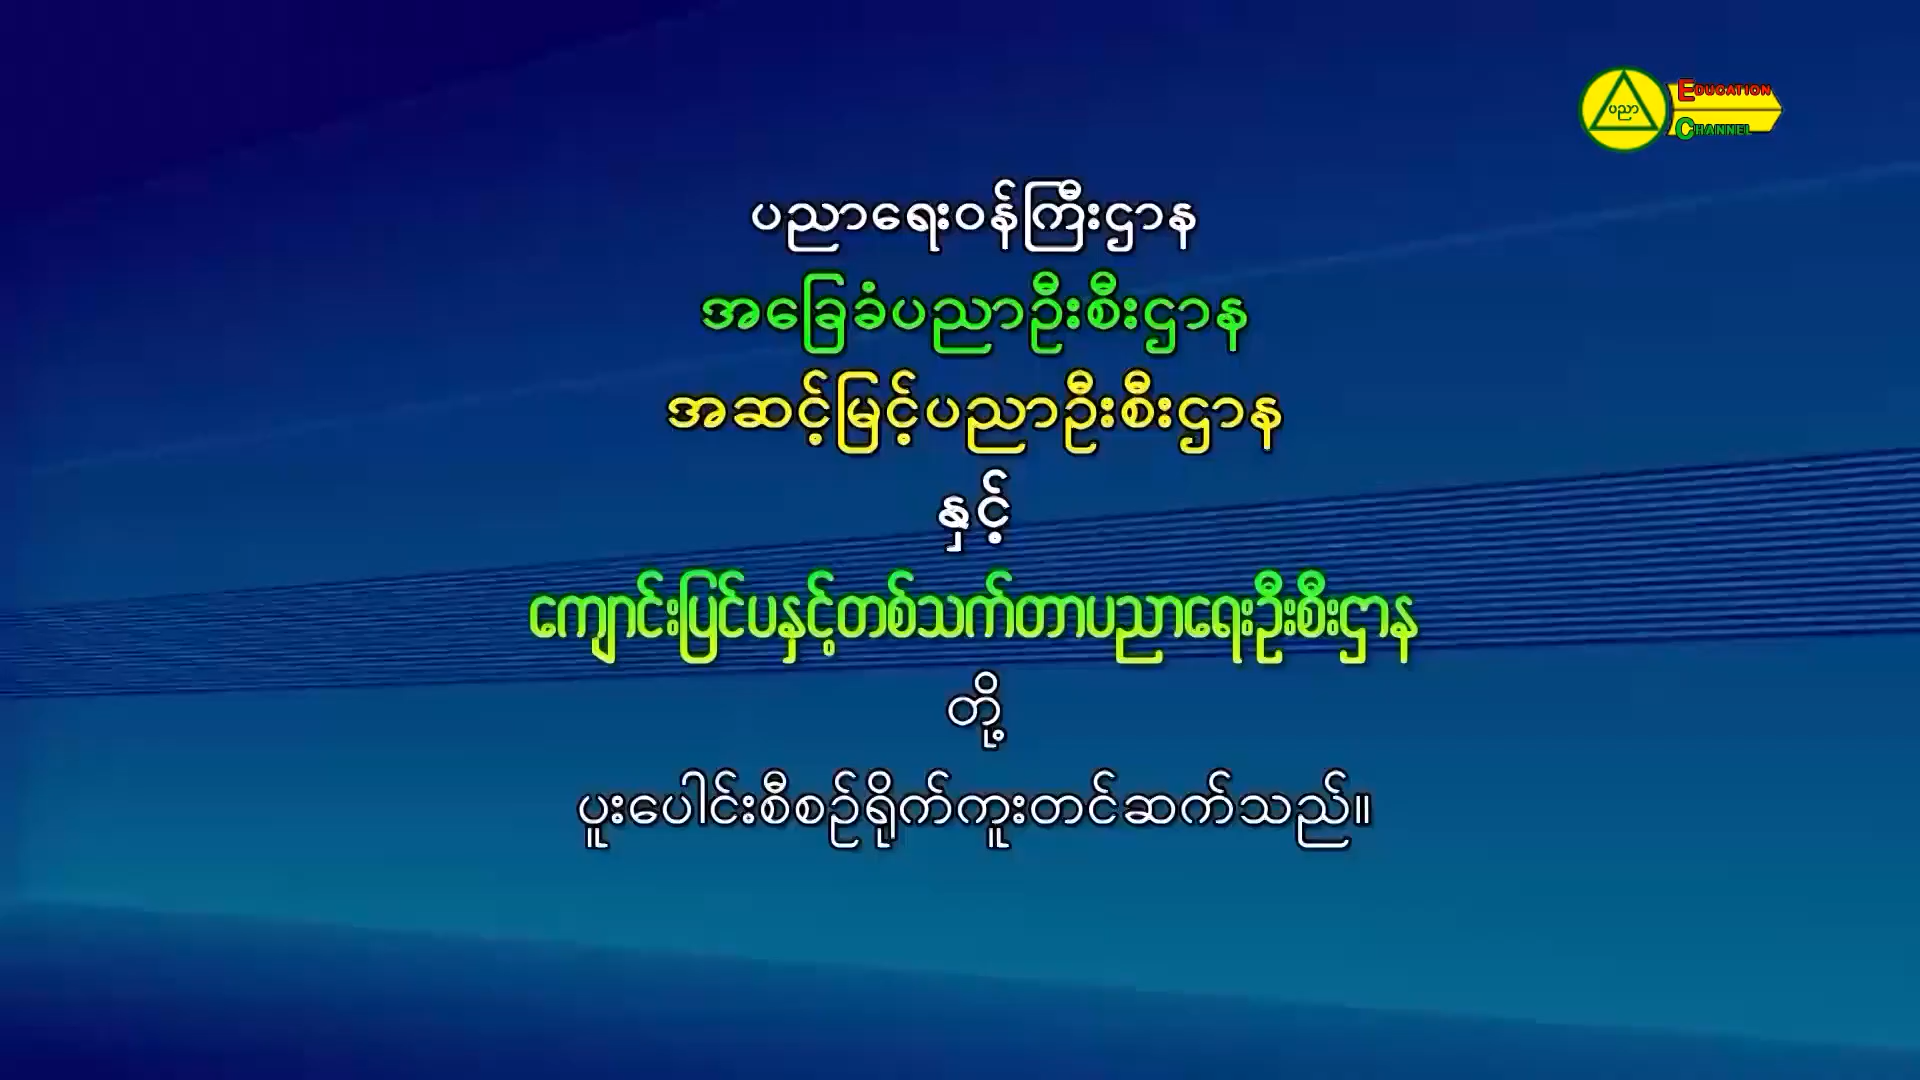 ပညာ
EDUCATION
CHANNEL
ပညာရေးဝန်ကြီးဌာန
အခြေခံပညာဦးစီးဌာန
အဆင့်မြင့်ပညာဦးစီးဌာန
နှင့်
ကျောင်းပြင်ပနှင့်တစ်သက်တာပညာရေးဦးစီးဌာန
တို့
ပူးပေါင်းစီစဉ်ရိုက်ကူးတင်ဆက်သည်။